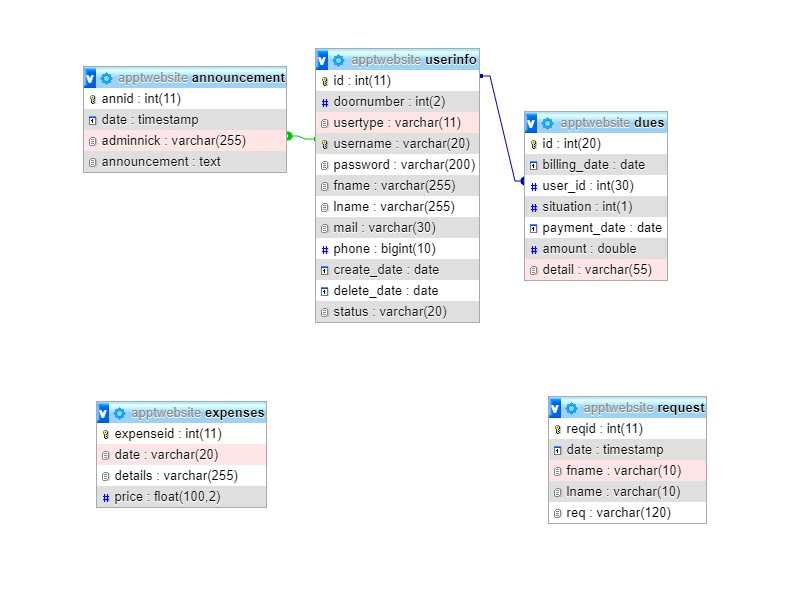 apptwebsite announcement
annid : int(11)
date : timestamp
adminnick : varchar(255)
announcement : text
v apptwebsite userinfo
id : int(11)
# doornumber : int(2)
usertype : varchar(11)
username : varchar(20)
password : varchar(200)
fname : varchar(255)
lname : varchar(255)
mail : varchar(30)
# phone : bigint(10)
create_date : date
delete_date : date
status : varchar(20)
v apptwebsite dues
id : int(20)
billing_date : date
# user_id : int(30)
# situation : int(1)
payment_date : date
# amount : double
detail : varchar(55)
v apptwebsite expenses
expenseid : int(11)
date : varchar(20)
details : varchar(255)
# price : float(100,2)
v apptwebsite request
reqid : int(11)
date : timestamp
fname : varchar(10)
lname : varchar(10)
req : varchar(120)